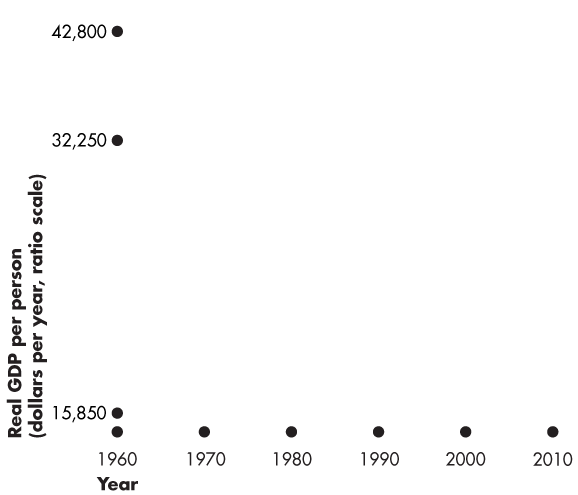 42,800
32,250
Real GDP per person
(dollars per year, ratio scale)
15,850
1960 1970 1980 1990 2000 2010
Year